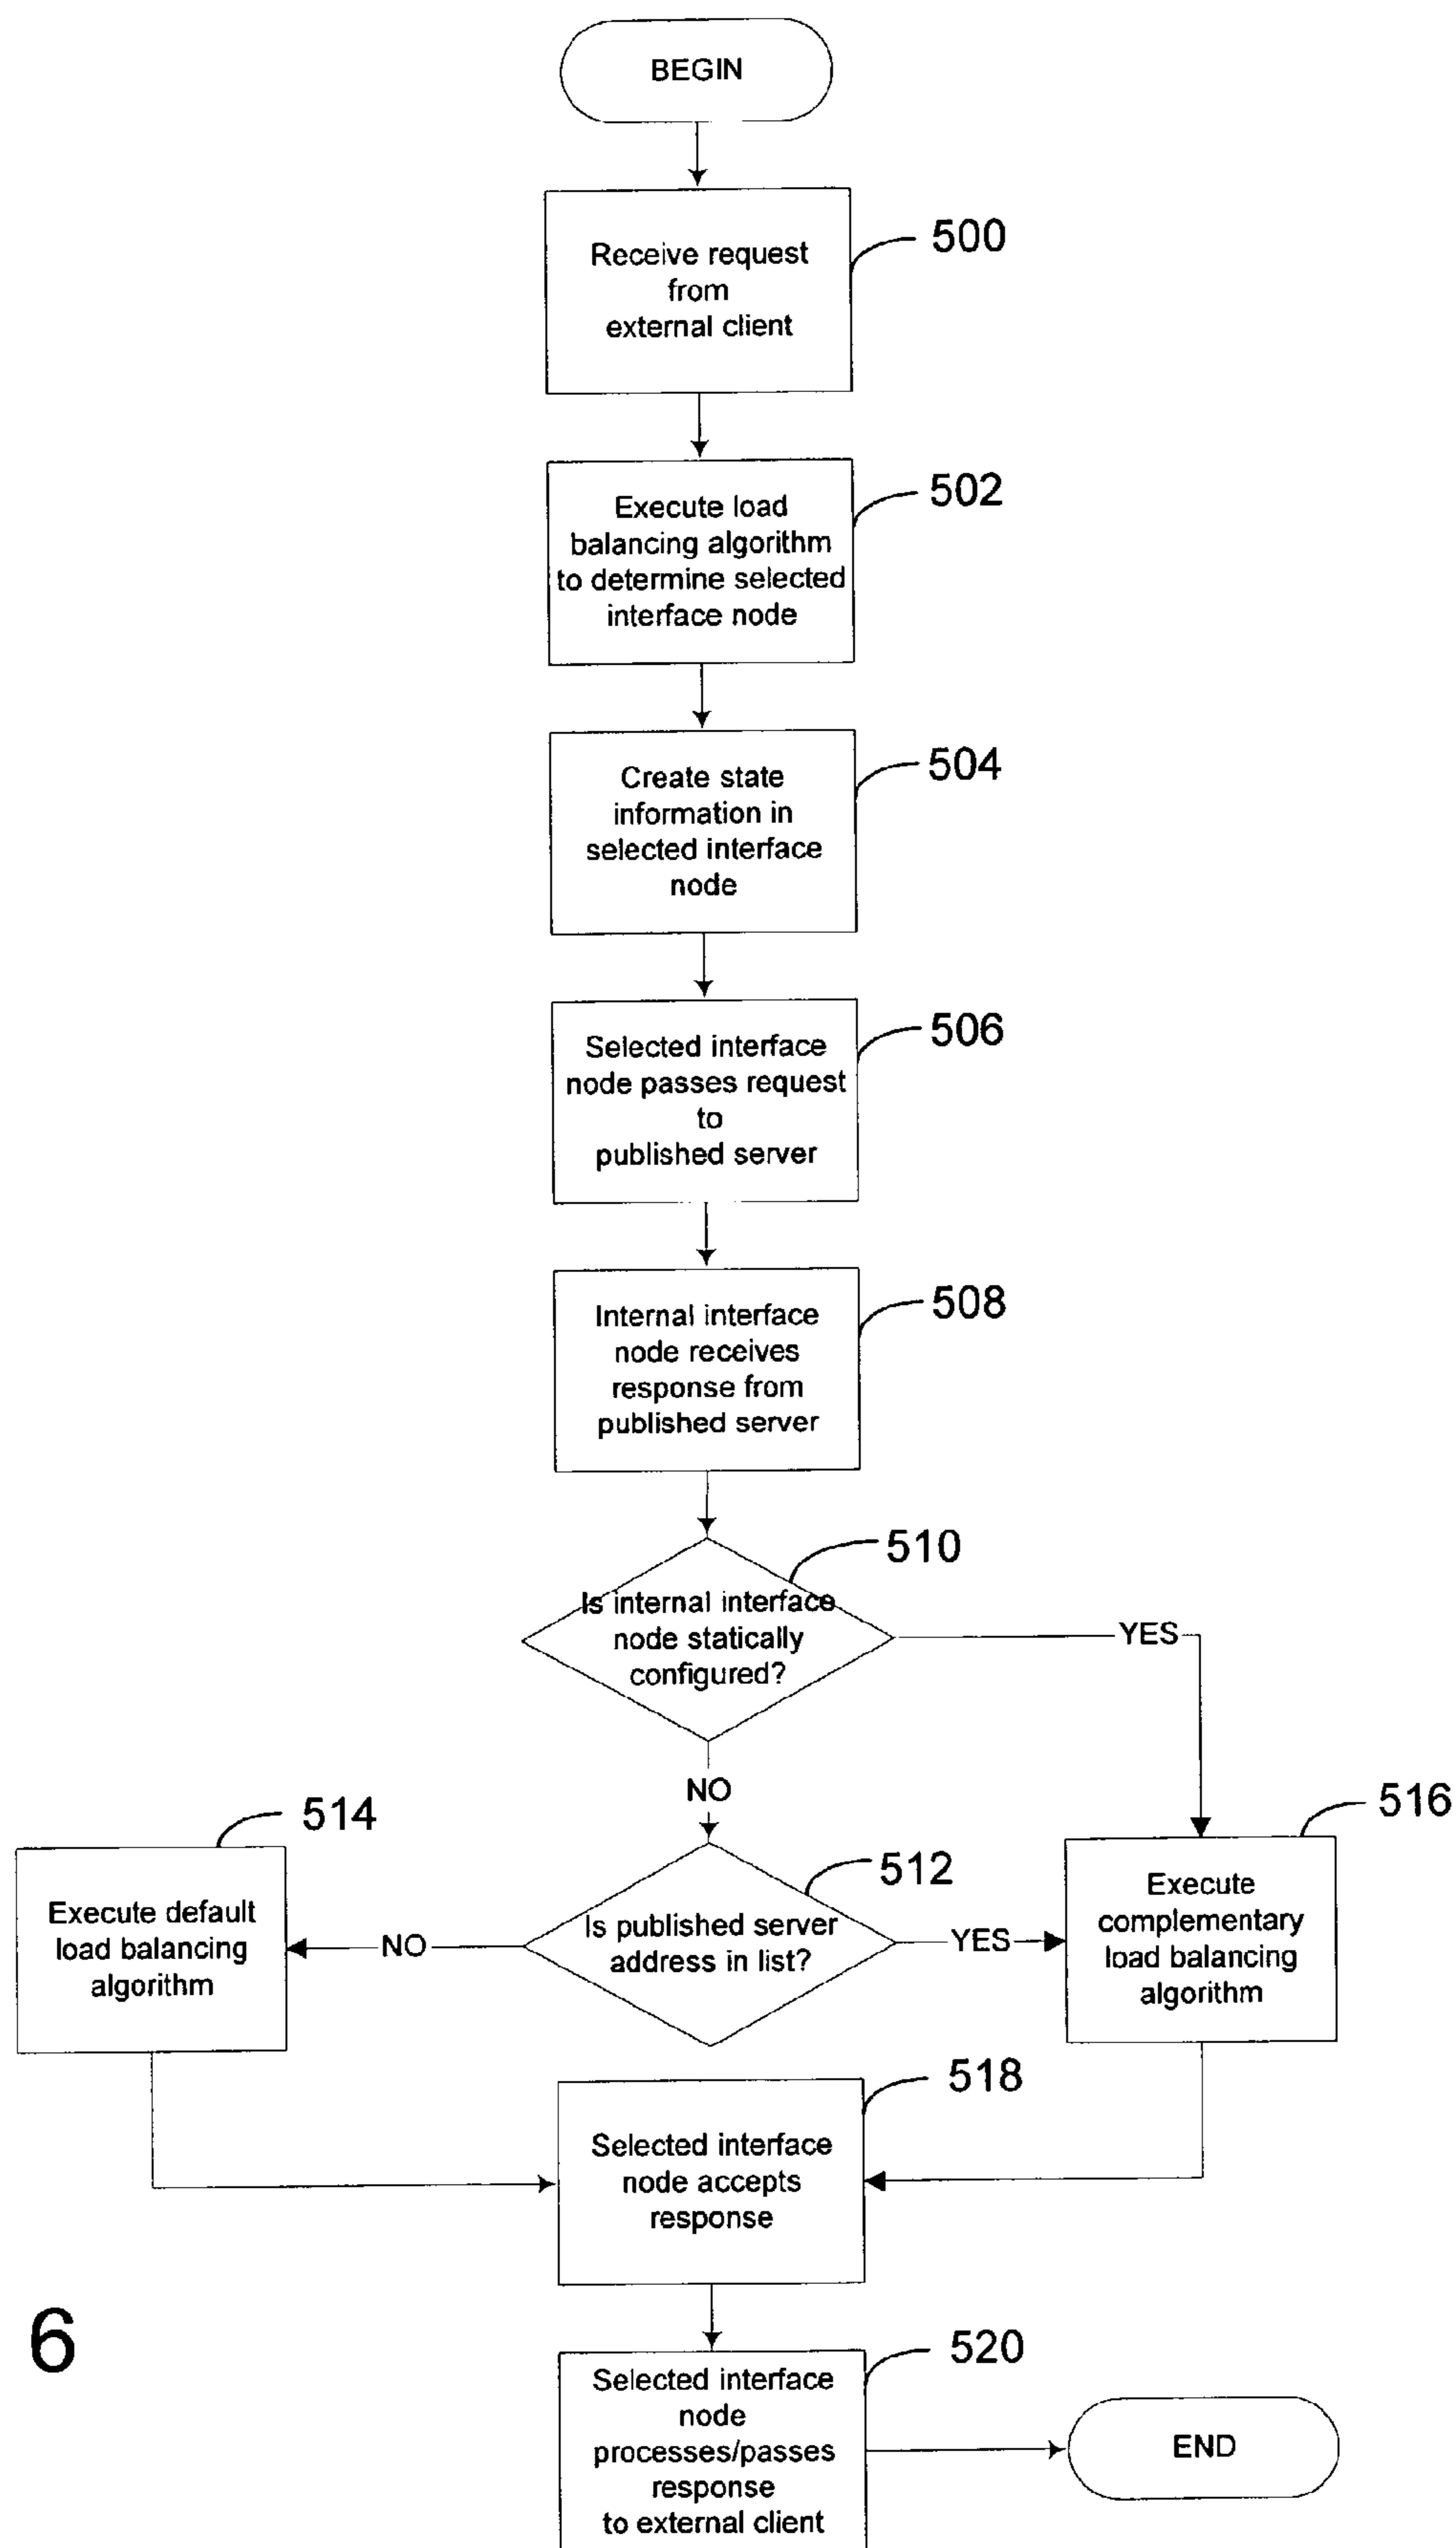 BEGIN
Receive request
from
external client
500
Execute load
balancing algorithm
to determine selected
interface node
502
Create state
information in
selected interface
node
504
Selected interface
node passes request
to
published server
506
Internal interface
node receives
response from
published server
508
Is internal interface
node statically
configured?
510
YES
NO
Execute default
load balancing
algorithm
514
NO
Is published server
address in list?
512
YES
Execute
complementary
load balancing
algorithm
516
Selected interface
node accepts
response
518
6
Selected interface
node
processes/passes
response
to external client
520
END